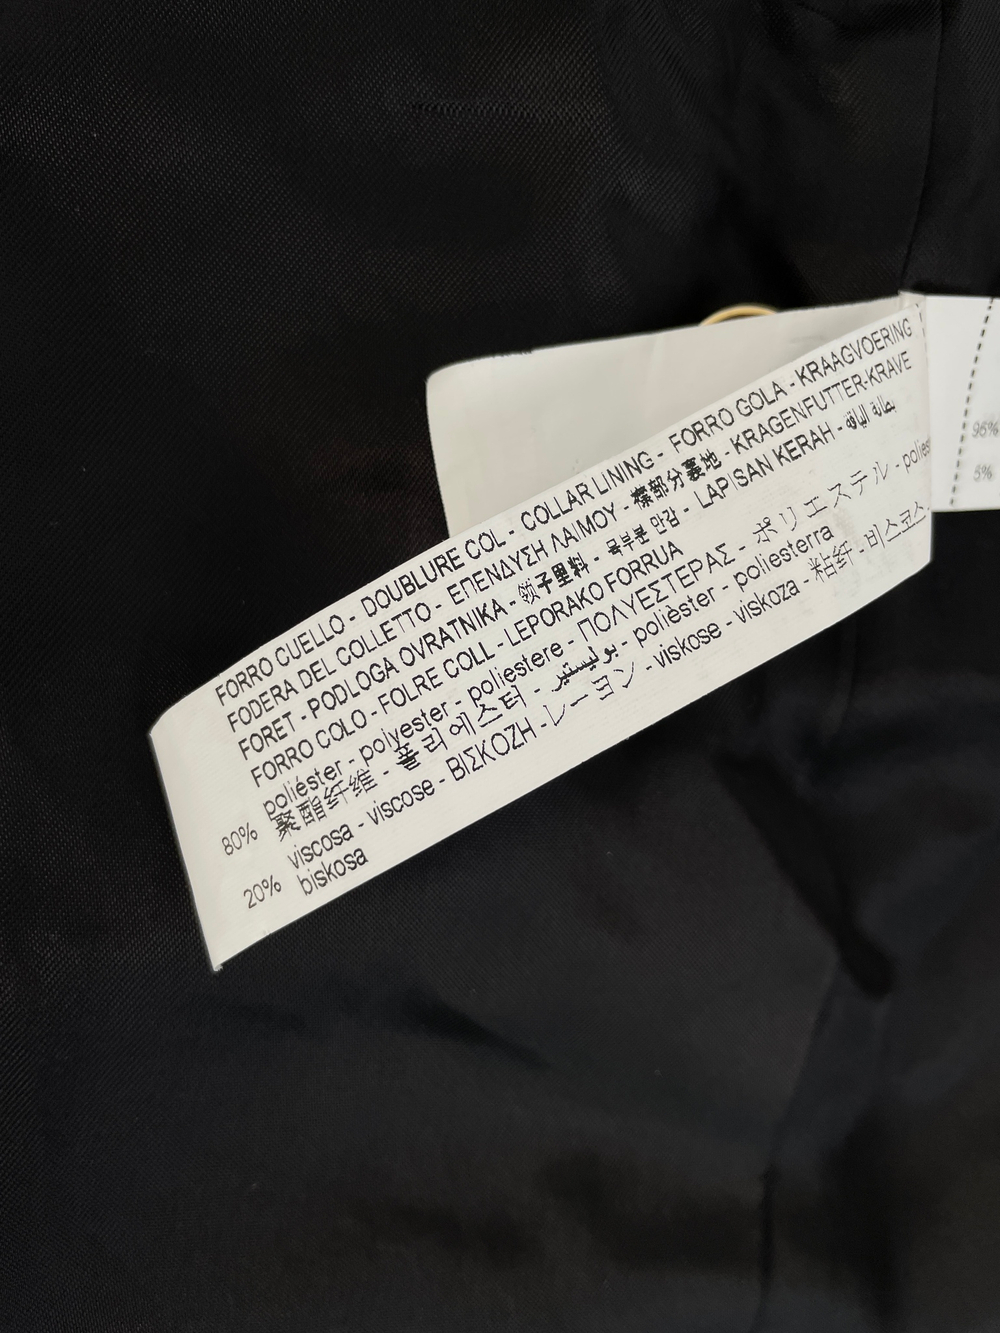 FORRO CUELLO - DOUBLURE COL - COLLAR LINING - FORRO GOLA - KRAAGVOERING
FODERA DEL COLLETTO - ΕΠΕΝΔΥΣΗ ΛΑΙΜΟΥ - 襟部分裏地 - KRAGENFUTTER-KRAVE
FORET - PODLOGA OVRATNIKA - 领子里料 - 목부분 안감 - LAPISAN KERAH - بطانة الياقة
FORRO COLO - FOLRE COLL - LEPORAKO FORRUA
80% poliéster - polyester - poliestere - ΠΟΛΥΕΣΤΕΡΑΣ - ポリエステル - polies
聚酯纤维 - 폴리에스터 - بوليستير - polièster - poliesterra
20% viscosa - viscose - ΒΙΣΚΟΖΗ - レーヨン - viskose - viskoza - 粘纤 - 비스코스
biskosa
96%
5%